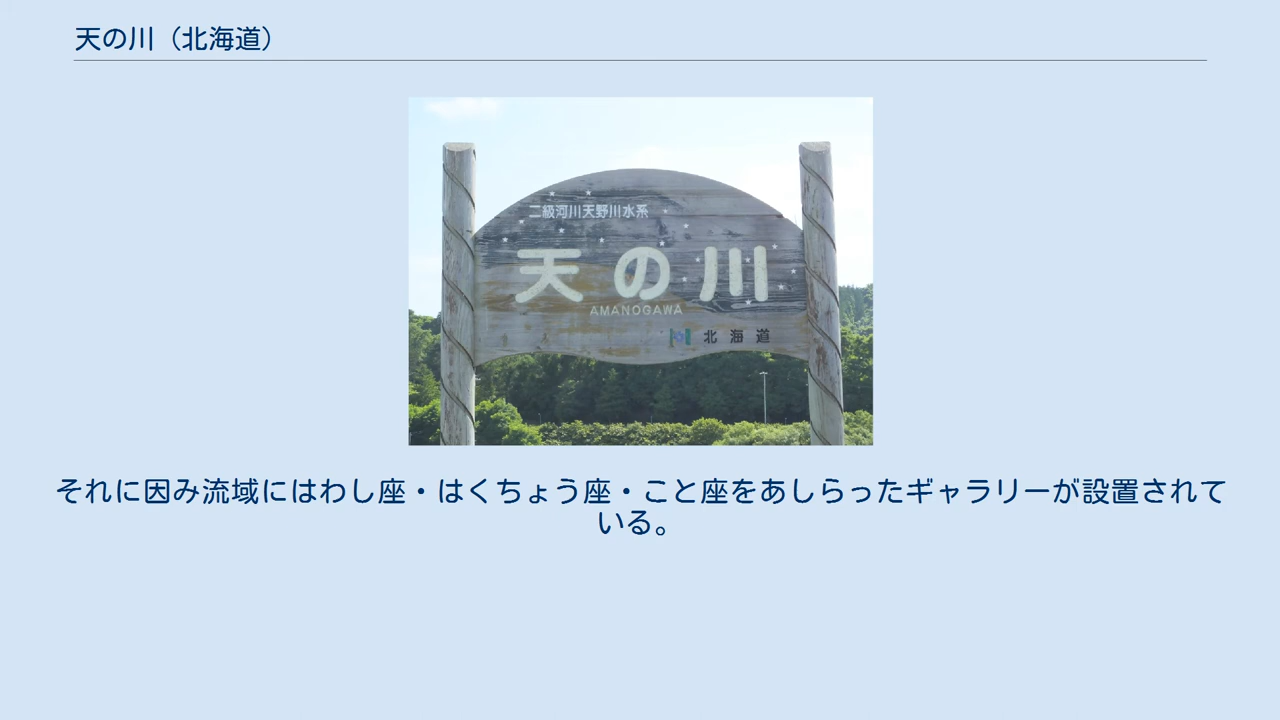 天の川（北海道）
二級河川天野川水系
天の川
AMANOGAWA
北海道
それに因み流域にはわし座・はくちょう座・こと座をあしらったギャラリーが設置されて
いる。